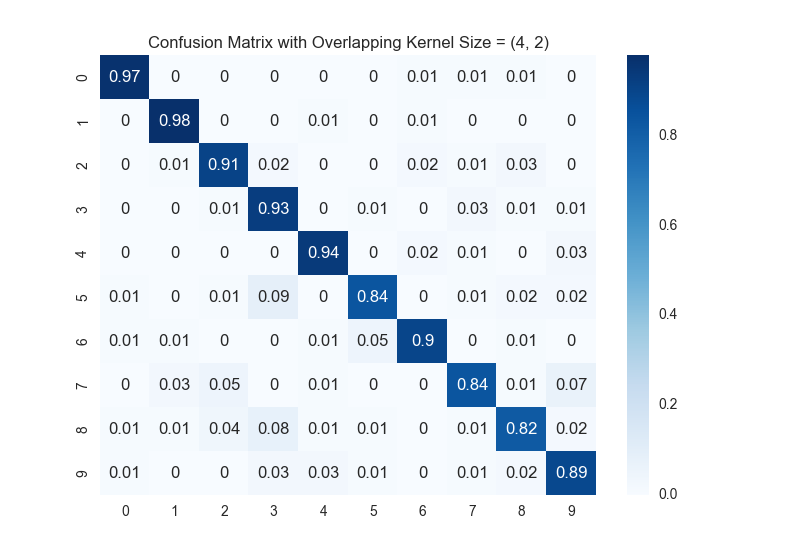 Confusion Matrix with Overlapping Kernel Size = (4, 2)
0 0.97 0 0 0 0 0 0.01 0.01 0.01 0
1 0 0.98 0 0 0.01 0 0.01 0 0 0
0.8
2 0 0.01 0.91 0.02 0 0 0.02 0.01 0.03 0
3 0 0 0.01 0.93 0 0.01 0 0.03 0.01 0.01
0.6
4 0 0 0 0 0.94 0 0.02 0.01 0 0.03
5 0.01 0 0.01 0.09 0 0.84 0 0.01 0.02 0.02
0.4
6 0.01 0.01 0 0 0.01 0.05 0.9 0 0.01 0
7 0 0.03 0.05 0 0.01 0 0 0.84 0.01 0.07
0.2
8 0.01 0.01 0.04 0.08 0.01 0.01 0 0.01 0.82 0.02
9 0.01 0 0 0.03 0.03 0.01 0 0.01 0.02 0.89
0.0
0 1 2 3 4 5 6 7 8 9